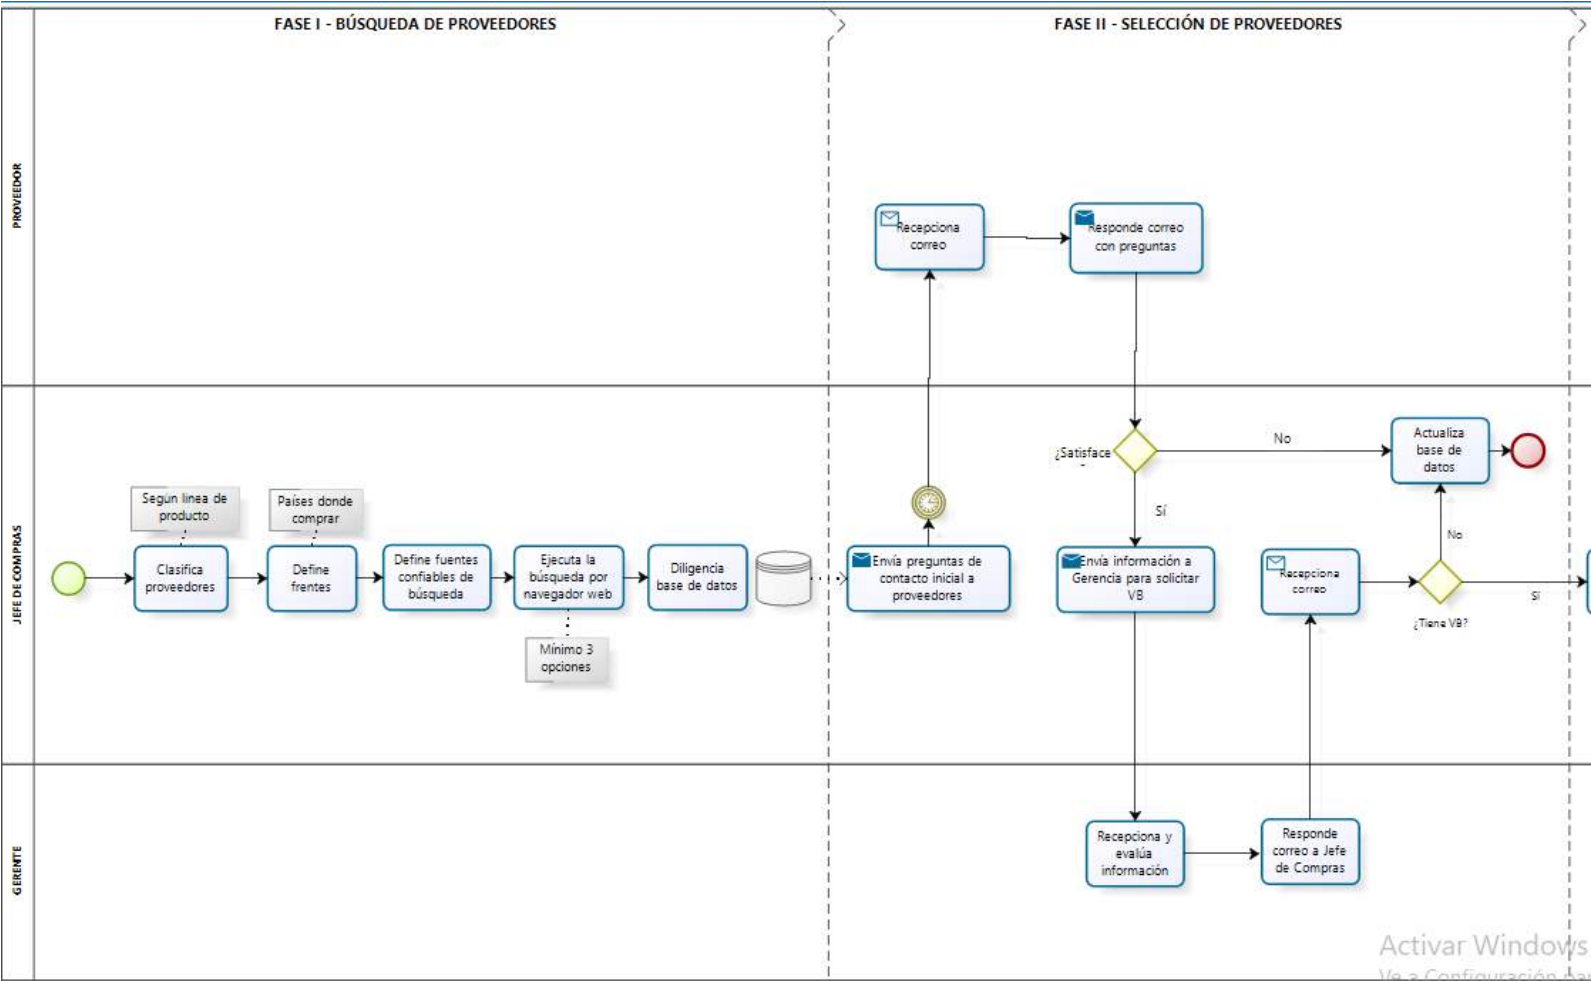 FASE I - BÚSQUEDA DE PROVEEDORES
FASE II - SELECCIÓN DE PROVEEDORES
PROVEEDOR
Recepciona
correo
Responde correo
con preguntas
JEFE DE COMPRAS
Según linea de
producto
Países donde
comprar
Clasifica
proveedores
Define
frentes
Define fuentes
confiables de
búsqueda
Ejecuta la
búsqueda por
navegador web
Mínimo 3
opciones
Diligencia
base de datos
Envía preguntas de
contacto inicial a
proveedores
¿Satisface
No
Sí
Actualiza
base de
datos
Envía información a
Gerencia para solicitar
VB
Recepciona
correo
No
Sí
¿Tiene VB?
GERENTE
Recepciona y
evalúa
información
Responde
correo a Jefe
de Compras
Activar Windows
Ve a Configuración